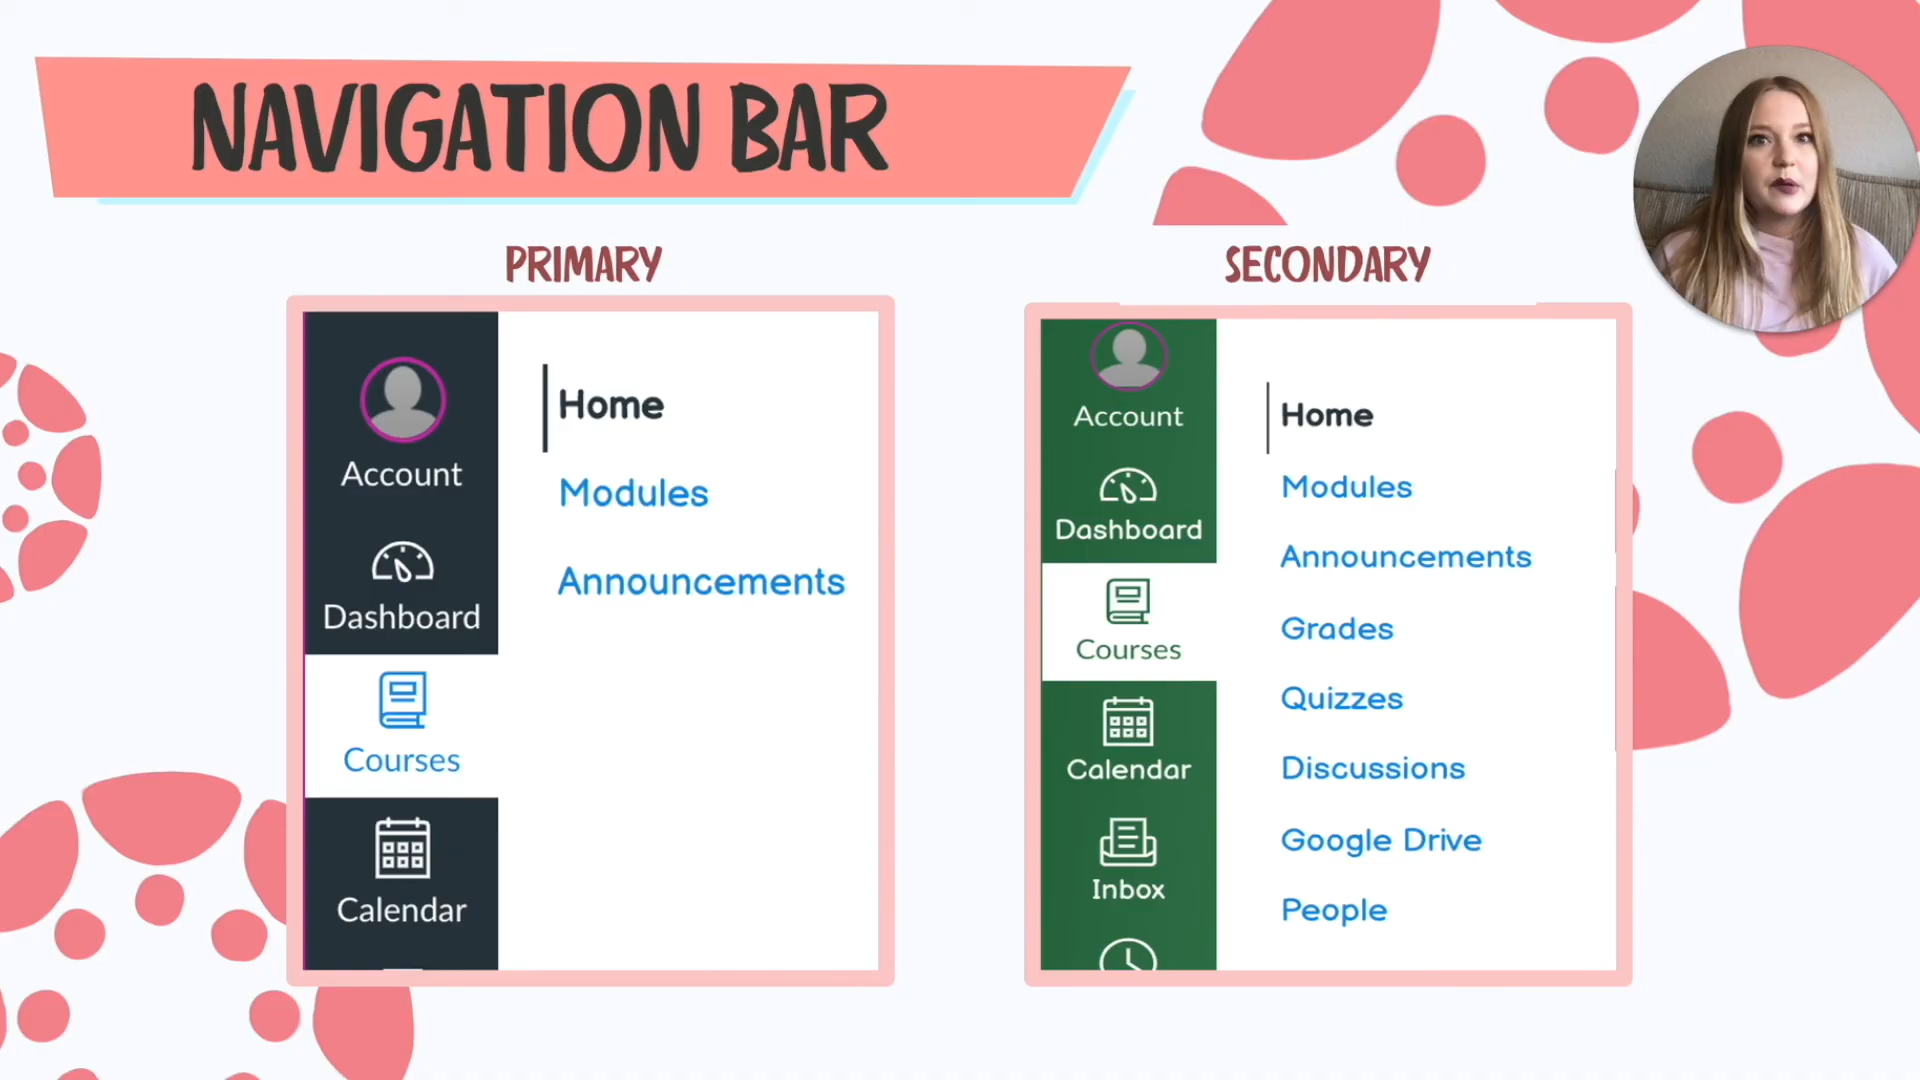 NAVIGATION BAR
PRIMARY
Account
Dashboard
Courses
Calendar
Home
Modules
Announcements
SECONDARY
Account
Dashboard
Courses
Calendar
Inbox
Home
Modules
Announcements
Grades
Quizzes
Discussions
Google Drive
People